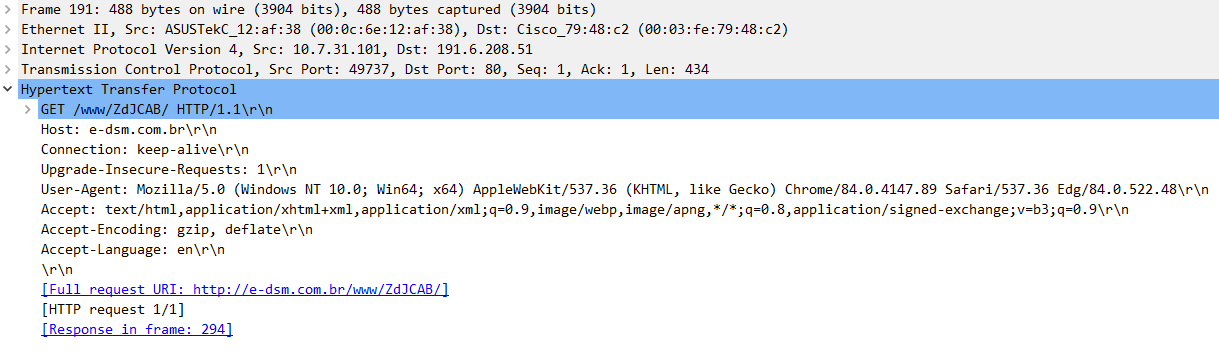 Frame 191: 488 bytes on wire (3904 bits), 488 bytes captured (3904 bits)
Ethernet II, Src: ASUSTekC_12:af:38 (00:0c:6e:12:af:38), Dst: Cisco_79:48:c2 (00:03:fe:79:48:c2)
Internet Protocol Version 4, Src: 10.7.31.101, Dst: 191.6.208.51
Transmission Control Protocol, Src Port: 49737, Dst Port: 80, Seq: 1, Ack: 1, Len: 434
Hypertext Transfer Protocol
GET /www/ZdJCAB/ HTTP/1.1\r\n
Host: e-dsm.com.br\r\n
Connection: keep-alive\r\n
Upgrade-Insecure-Requests: 1\r\n
User-Agent: Mozilla/5.0 (Windows NT 10.0; Win64; x64) AppleWebKit/537.36 (KHTML, like Gecko) Chrome/84.0.4147.89 Safari/537.36 Edg/84.0.522.48\r\n
Accept: text/html,application/xhtml+xml,application/xml;q=0.9,image/webp,image/apng,*/*;q=0.8,application/signed-exchange;v=b3;q=0.9\r\n
Accept-Encoding: gzip, deflate\r\n
Accept-Language: en\r\n
\r\n
[Full request URI: http://e-dsm.com.br/www/ZdJCAB/]
[HTTP request 1/1]
[Response in frame: 294]